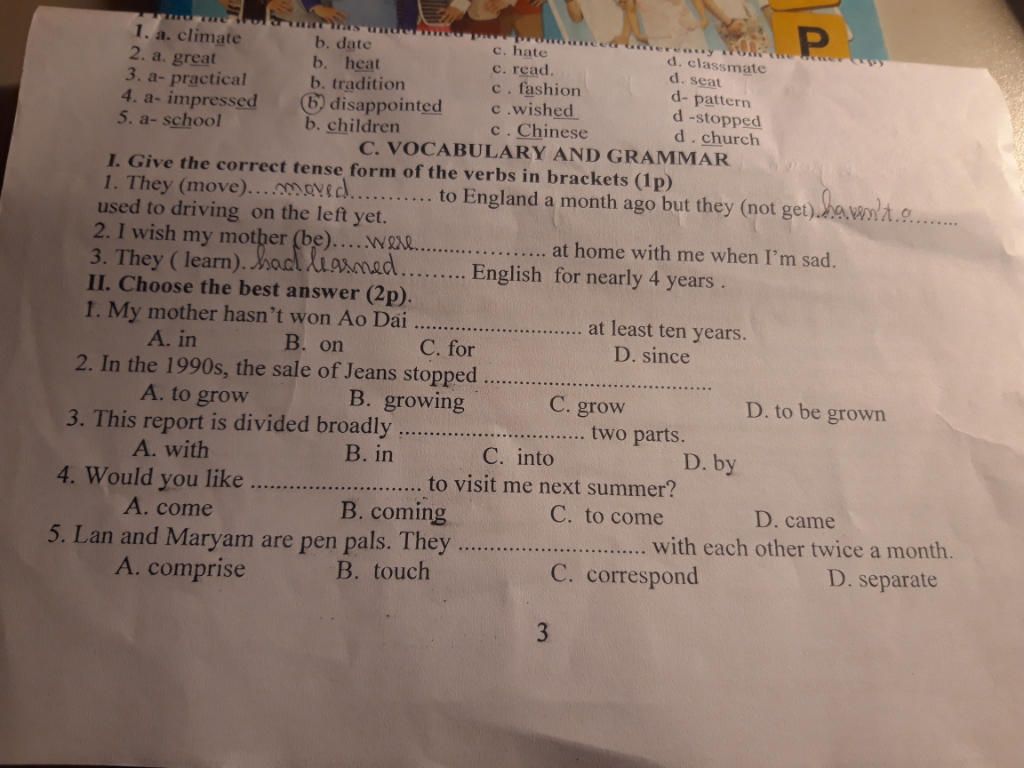 P
1. a. climate b. date c. hate d. classmate
2. a. great b. heat c. read. d. seat
3. a- practical b. tradition c . fashion d- pattern
4. a- impressed b disappointed c .wished d -stopped
5. a- school b. children c . Chinese d . church
C. VOCABULARY AND GRAMMAR
I. Give the correct tense form of the verbs in brackets (1p)
1. They (move)....moved............ to England a month ago but they (not get).haven't.........
used to driving on the left yet.
2. I wish my mother (be).....were...................... at home with me when I'm sad.
3. They ( learn).had learned.......... English for nearly 4 years .
II. Choose the best answer (2p).
1. My mother hasn't won Ao Dai .............................. at least ten years.
A. in B. on C. for D. since
2. In the 1990s, the sale of Jeans stopped ..........................................
A. to grow B. growing C. grow D. to be grown
3. This report is divided broadly .................................. two parts.
A. with B. in C. into D. by
4. Would you like .............................. to visit me next summer?
A. come B. coming C. to come D. came
5. Lan and Maryam are pen pals. They ................................. with each other twice a month.
A. comprise B. touch C. correspond D. separate
3